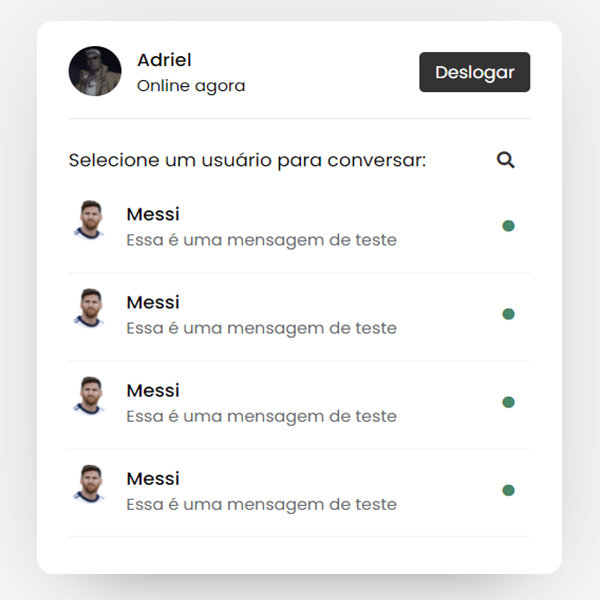 Adriel
Online agora
Deslogar
Selecione um usuário para conversar:
Messi
Essa é uma mensagem de teste
Messi
Essa é uma mensagem de teste
Messi
Essa é uma mensagem de teste
Messi
Essa é uma mensagem de teste